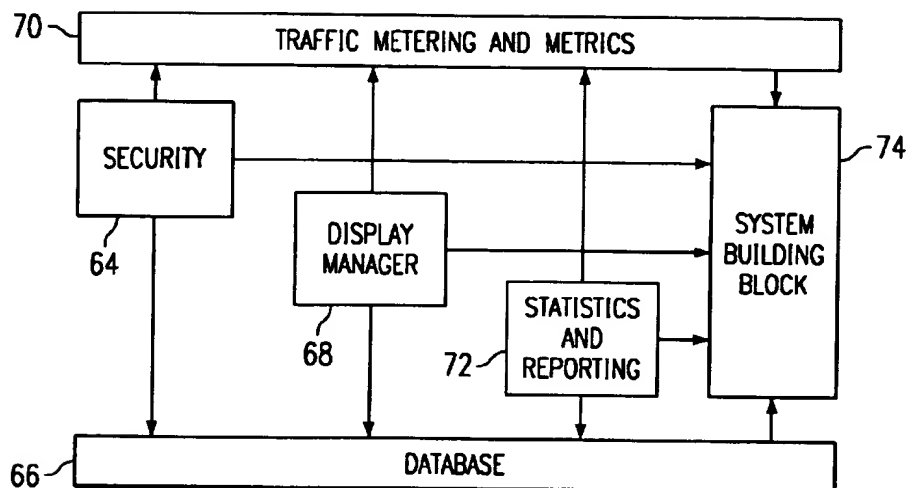 70
TRAFFIC METERING AND METRICS
SECURITY
64
DISPLAY
MANAGER
68
STATISTICS
AND
REPORTING
72
SYSTEM
BUILDING
BLOCK
74
66
DATABASE